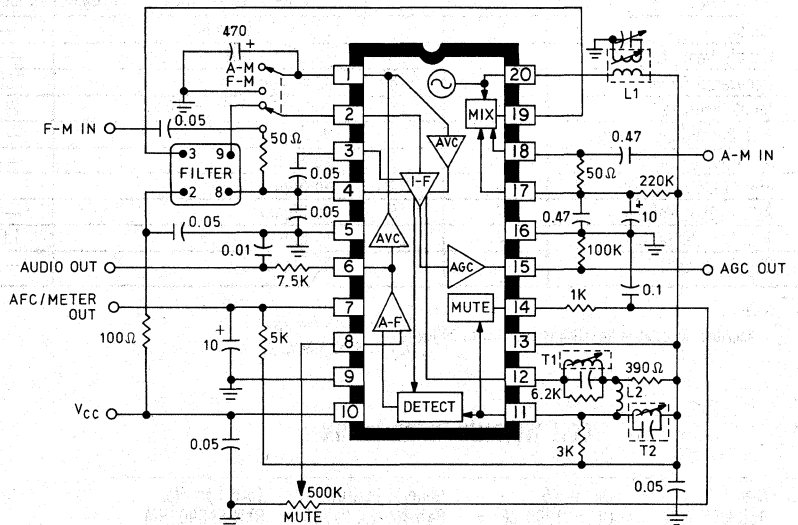 470
+
A-M
F-M
L1
1
20
0.05
F-M IN
2
MIX
19
50Ω
AVC
0.47
3
9
3
18
A-M IN
FILTER
0.05
I-F
50Ω
220K
2
8
4
17
0.05
0.05
0.47
+
10
5
AVC
16
0.01
100K
AUDIO OUT
6
AGC
15
AGC OUT
7.5K
AFC/METER
OUT
7
MUTE
14
1K
0.1
100Ω
+
10
5K
A-F
8
13
T1
390Ω
9
12
6.2K
L2
VCC
10
DETECT
11
T2
0.05
3K
500K
MUTE
0.05